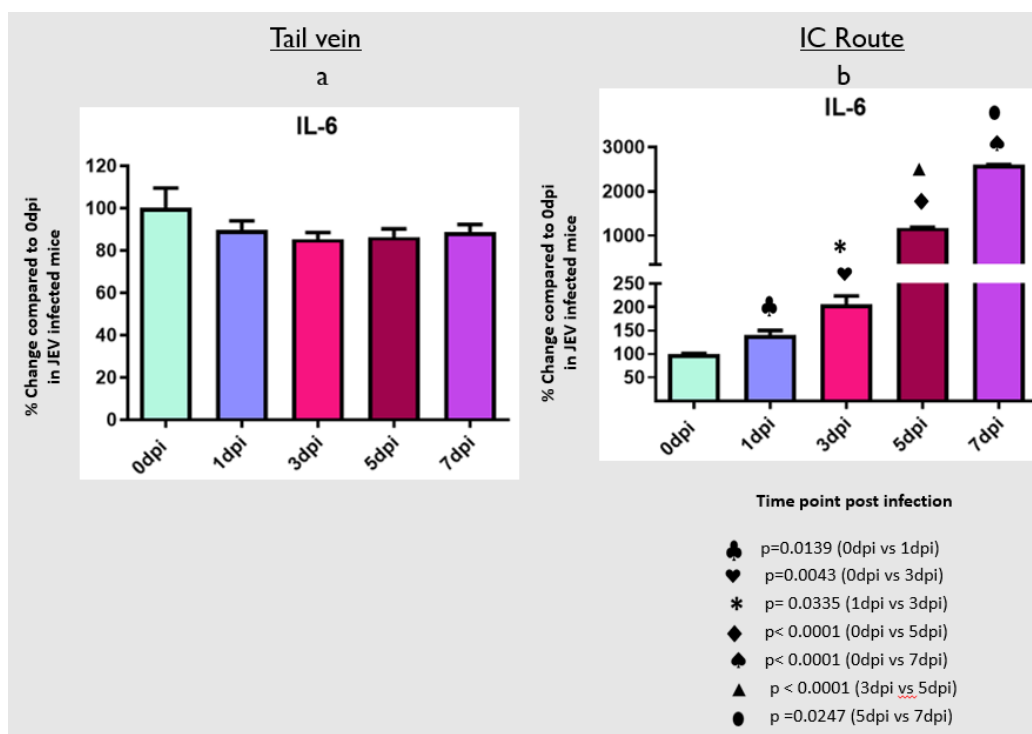 Tail vein
a
IL-6
% Change compared to 0dpi
in JEV infected mice
120
100
80
60
40
20
0
0dpi
1dpi
3dpi
5dpi
7dpi
IC Route
b
IL-6
% Change compared to 0dpi
in JEV infected mice
3000
2000
1000
250
200
150
100
50
*
0dpi
1dpi
3dpi
5dpi
7dpi
Time point post infection
♣ p=0.0139 (0dpi vs 1dpi)
♥ p=0.0043 (0dpi vs 3dpi)
* p= 0.0335 (1dpi vs 3dpi)
◆ p< 0.0001 (0dpi vs 5dpi)
♠ p< 0.0001 (0dpi vs 7dpi)
▲ p < 0.0001 (3dpi vs 5dpi)
● p =0.0247 (5dpi vs 7dpi)